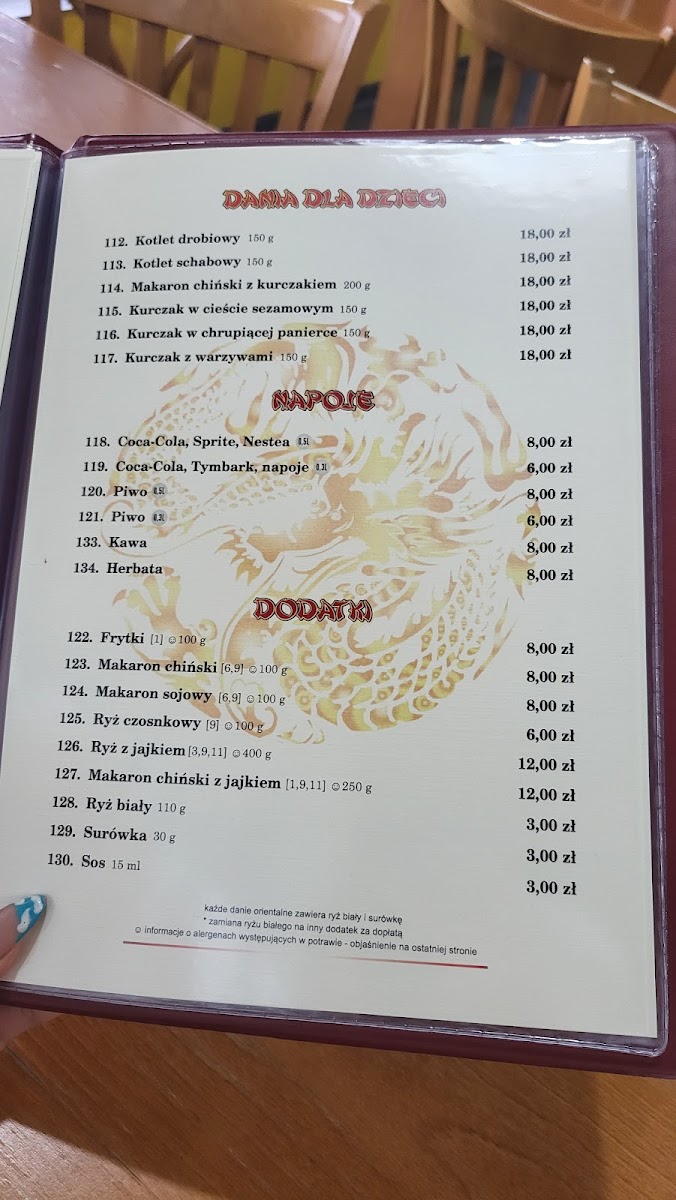 DANIA DLA DZIECI
112. Kotlet drobiowy 150 g 18,00 zł
113. Kotlet schabowy 150 g 18,00 zł
114. Makaron chiński z kurczakiem 200 g 18,00 zł
115. Kurczak w cieście sezamowym 150 g 18,00 zł
116. Kurczak w chrupiącej panierce 150 g 18,00 zł
117. Kurczak z warzywami 150 g 18,00 zł
NAPOJE
118. Coca-Cola, Sprite, Nestea 0.5L 8,00 zł
119. Coca-Cola, Tymbark, napoje 0.3l 6,00 zł
120. Piwo 0.5L 8,00 zł
121. Piwo 0.3L 6,00 zł
133. Kawa 8,00 zł
134. Herbata 8,00 zł
DODATKI
122. Frytki [1] ☺100 g 8,00 zł
123. Makaron chiński [6,9] ☺100 g 8,00 zł
124. Makaron sojowy [6,9] ☺100 g 8,00 zł
125. Ryż czosnkowy [9] ☺100 g 6,00 zł
126. Ryż z jajkiem [3,9,11] ☺400 g 12,00 zł
127. Makaron chiński z jajkiem [1,9,11] ☺250 g 12,00 zł
128. Ryż biały 110 g 3,00 zł
129. Surówka 30 g 3,00 zł
130. Sos 15 ml 3,00 zł
każde danie orientalne zawiera ryż biały i surówkę
* zamiana ryżu białego na inny dodatek za dopłatą
☺ informacje o alergenach występujących w potrawie - objaśnienie na ostatniej stronie